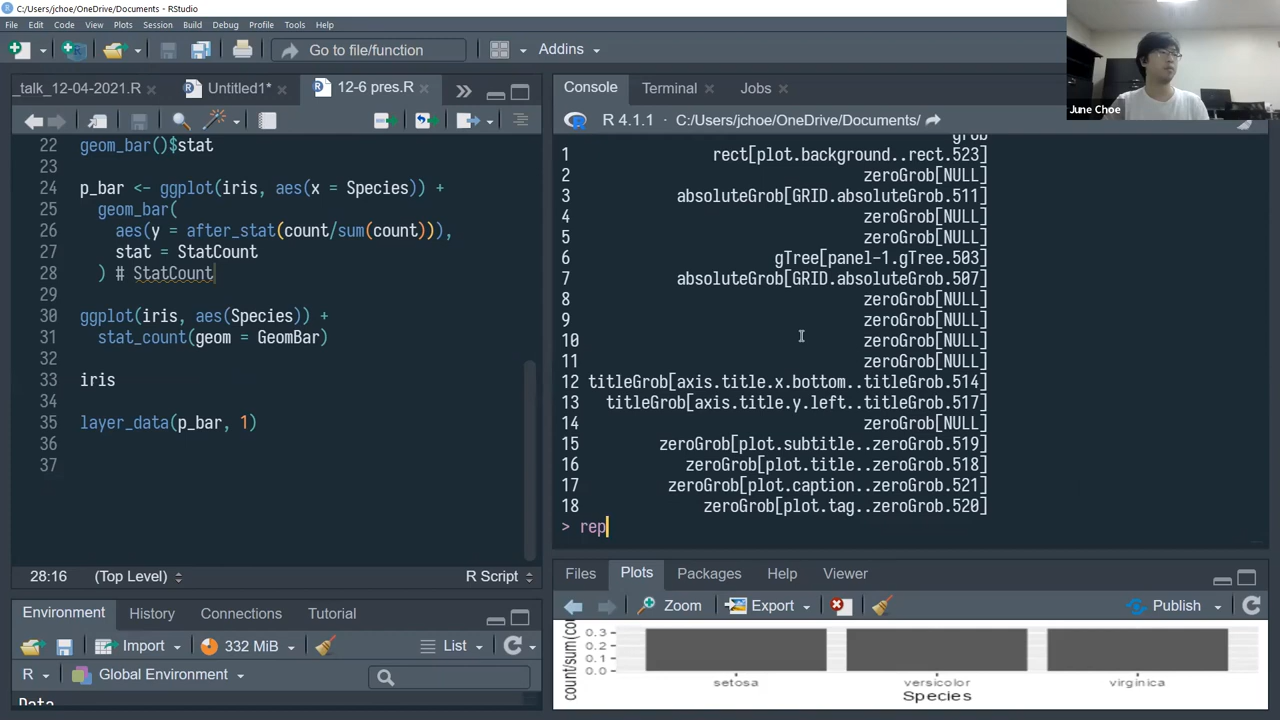 C:/Users/jchoe/OneDrive/Documents - RStudio
File Edit Code View Plots Session Build Debug Profile Tools Help
Go to file/function
Addins
_talk_12-04-2021.R
Untitled1*
12-6 pres.R
22 geom_bar()$stat
23
24 p_bar <- ggplot(iris, aes(x = Species)) +
25 geom_bar(
26 aes(y = after_stat(count/sum(count))),
27 stat = StatCount
28 ) # StatCount
29
30 ggplot(iris, aes(Species)) +
31 stat_count(geom = GeomBar)
32
33 iris
34
35 layer_data(p_bar, 1)
36
37
28:16 (Top Level) R Script
Environment History Connections Tutorial
Import 332 MiB List
R Global Environment
Data
Console Terminal Jobs
R 4.1.1 · C:/Users/jchoe/OneDrive/Documents/
grob
1 rect[plot.background..rect.523]
2 zeroGrob[NULL]
3 absoluteGrob[GRID.absoluteGrob.511]
4 zeroGrob[NULL]
5 zeroGrob[NULL]
6 gTree[panel-1.gTree.503]
7 absoluteGrob[GRID.absoluteGrob.507]
8 zeroGrob[NULL]
9 zeroGrob[NULL]
10 zeroGrob[NULL]
11 zeroGrob[NULL]
12 titleGrob[axis.title.x.bottom..titleGrob.514]
13 titleGrob[axis.title.y.left..titleGrob.517]
14 zeroGrob[NULL]
15 zeroGrob[plot.subtitle..zeroGrob.519]
16 zeroGrob[plot.title..zeroGrob.518]
17 zeroGrob[plot.caption..zeroGrob.521]
18 zeroGrob[plot.tag..zeroGrob.520]
> rep
Files Plots Packages Help Viewer
Zoom Export Publish
count/sum(cou
0.3
0.2
0.1
0.0
setosa versicolor virginica
Species
June Choe